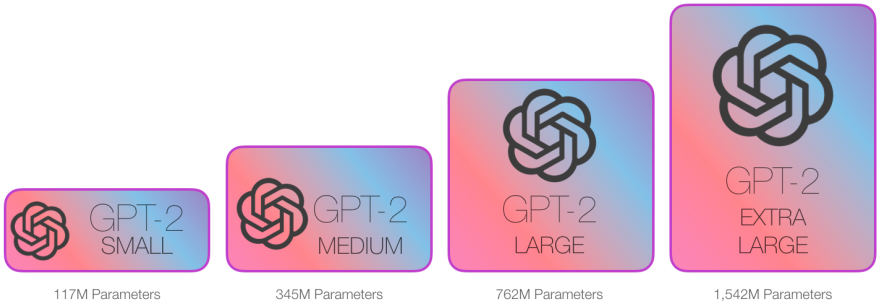 GPT-2
SMALL
117M Parameters
GPT-2
MEDIUM
345M Parameters
GPT-2
LARGE
762M Parameters
GPT-2
EXTRA
LARGE
1,542M Parameters